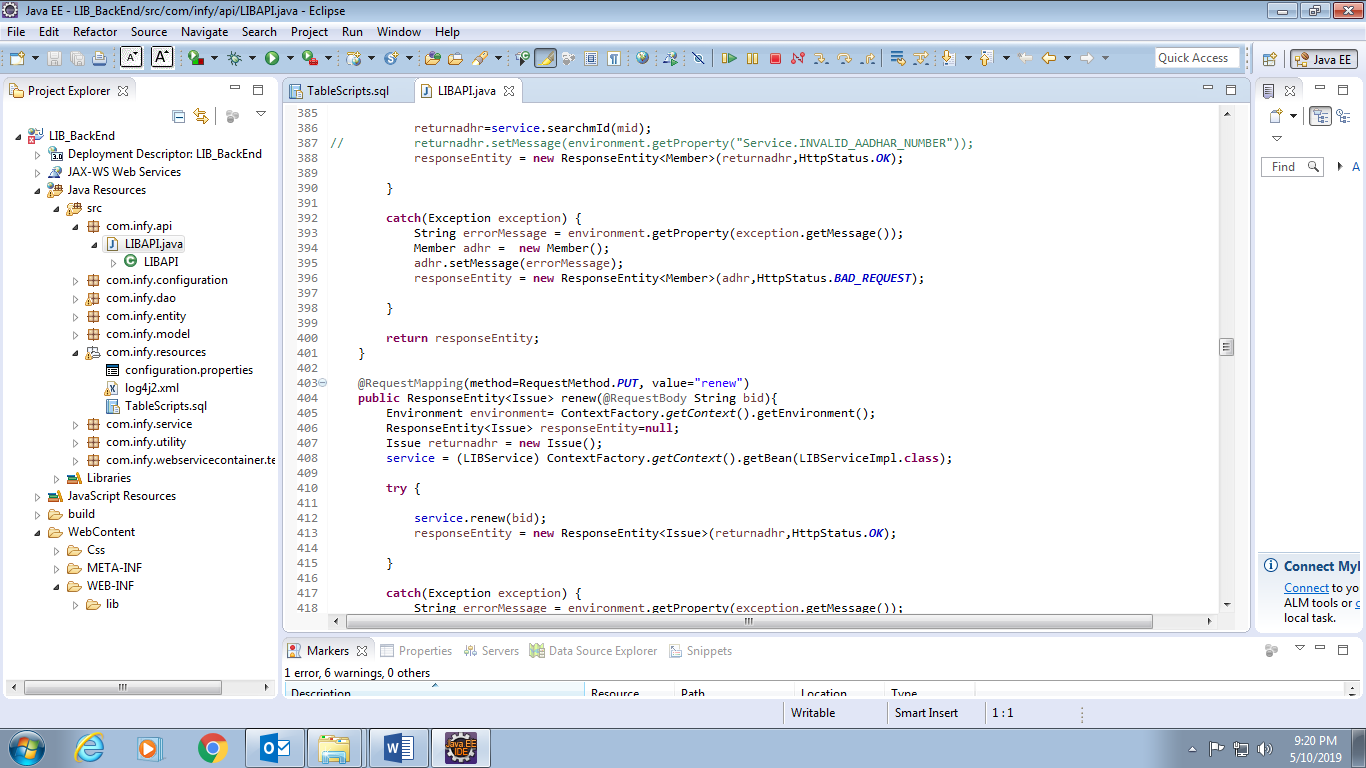 Java EE - LIB_BackEnd/src/com/infy/api/LIBAPI.java - Eclipse
File Edit Refactor Source Navigate Search Project Run Window Help
Quick Access
Java EE
Project Explorer
LIB_BackEnd
Deployment Descriptor: LIB_BackEnd
JAX-WS Web Services
Java Resources
src
com.infy.api
LIBAPI.java
LIBAPI
com.infy.configuration
com.infy.dao
com.infy.entity
com.infy.model
com.infy.resources
configuration.properties
log4j2.xml
TableScripts.sql
com.infy.service
com.infy.utility
com.infy.webservicecontainer.te
Libraries
JavaScript Resources
build
WebContent
Css
META-INF
WEB-INF
lib
TableScripts.sql LIBAPI.java
385
386 returnadhr=service.searchmId(mid);
387 // returnadhr.setMessage(environment.getProperty("Service.INVALID_AADHAR_NUMBER"));
388 responseEntity = new ResponseEntity<Member>(returnadhr,HttpStatus.OK);
389
390 }
391
392 catch(Exception exception) {
393 String errorMessage = environment.getProperty(exception.getMessage());
394 Member adhr = new Member();
395 adhr.setMessage(errorMessage);
396 responseEntity = new ResponseEntity<Member>(adhr,HttpStatus.BAD_REQUEST);
397
398 }
399
400 return responseEntity;
401 }
402
403 @RequestMapping(method=RequestMethod.PUT, value="renew")
404 public ResponseEntity<Issue> renew(@RequestBody String bid){
405 Environment environment= ContextFactory.getContext().getEnvironment();
406 ResponseEntity<Issue> responseEntity=null;
407 Issue returnadhr = new Issue();
408 service = (LIBService) ContextFactory.getContext().getBean(LIBServiceImpl.class);
409
410 try {
411
412 service.renew(bid);
413 responseEntity = new ResponseEntity<Issue>(returnadhr,HttpStatus.OK);
414
415 }
416
417 catch(Exception exception) {
418 String errorMessage = environment.getProperty(exception.getMessage());
Find
A
Connect Myl
Connect to yo
ALM tools or c
local task.
Markers Properties Servers Data Source Explorer Snippets
1 error, 6 warnings, 0 others
Description Resource Path Location Type
Writable Smart Insert 1 : 1
Java EE
IDE
9:20 PM
5/10/2019